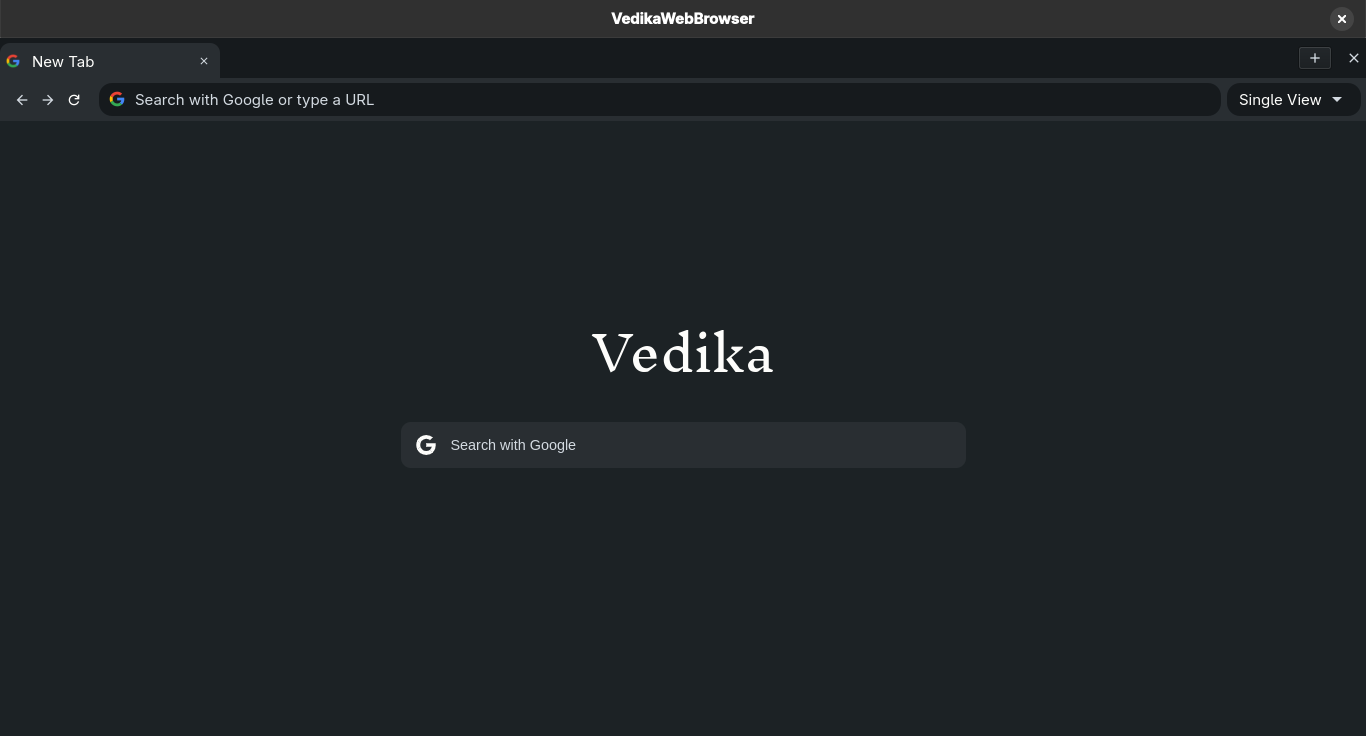 VedikaWebBrowser
New Tab
Search with Google or type a URL
Single View
Vedika
Search with Google